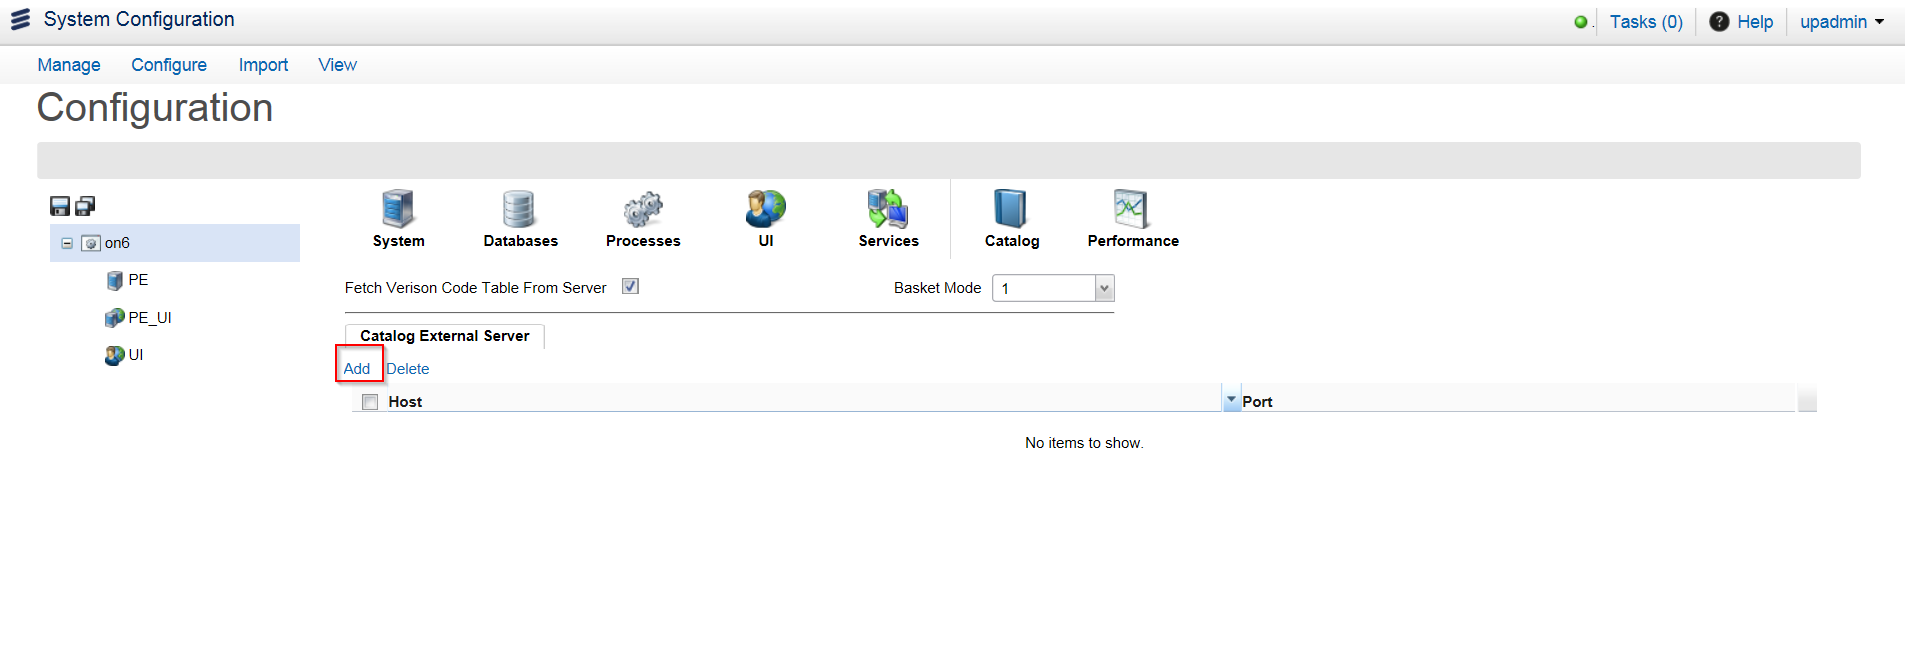 System Configuration
. Tasks (0) ? Help upadmin
Manage Configure Import View
Configuration
System Databases Processes UI Services Catalog Performance
on6
PE
PE_UI
UI
Fetch Verison Code Table From Server Basket Mode 1
Catalog External Server
Add Delete
Host Port
No items to show.